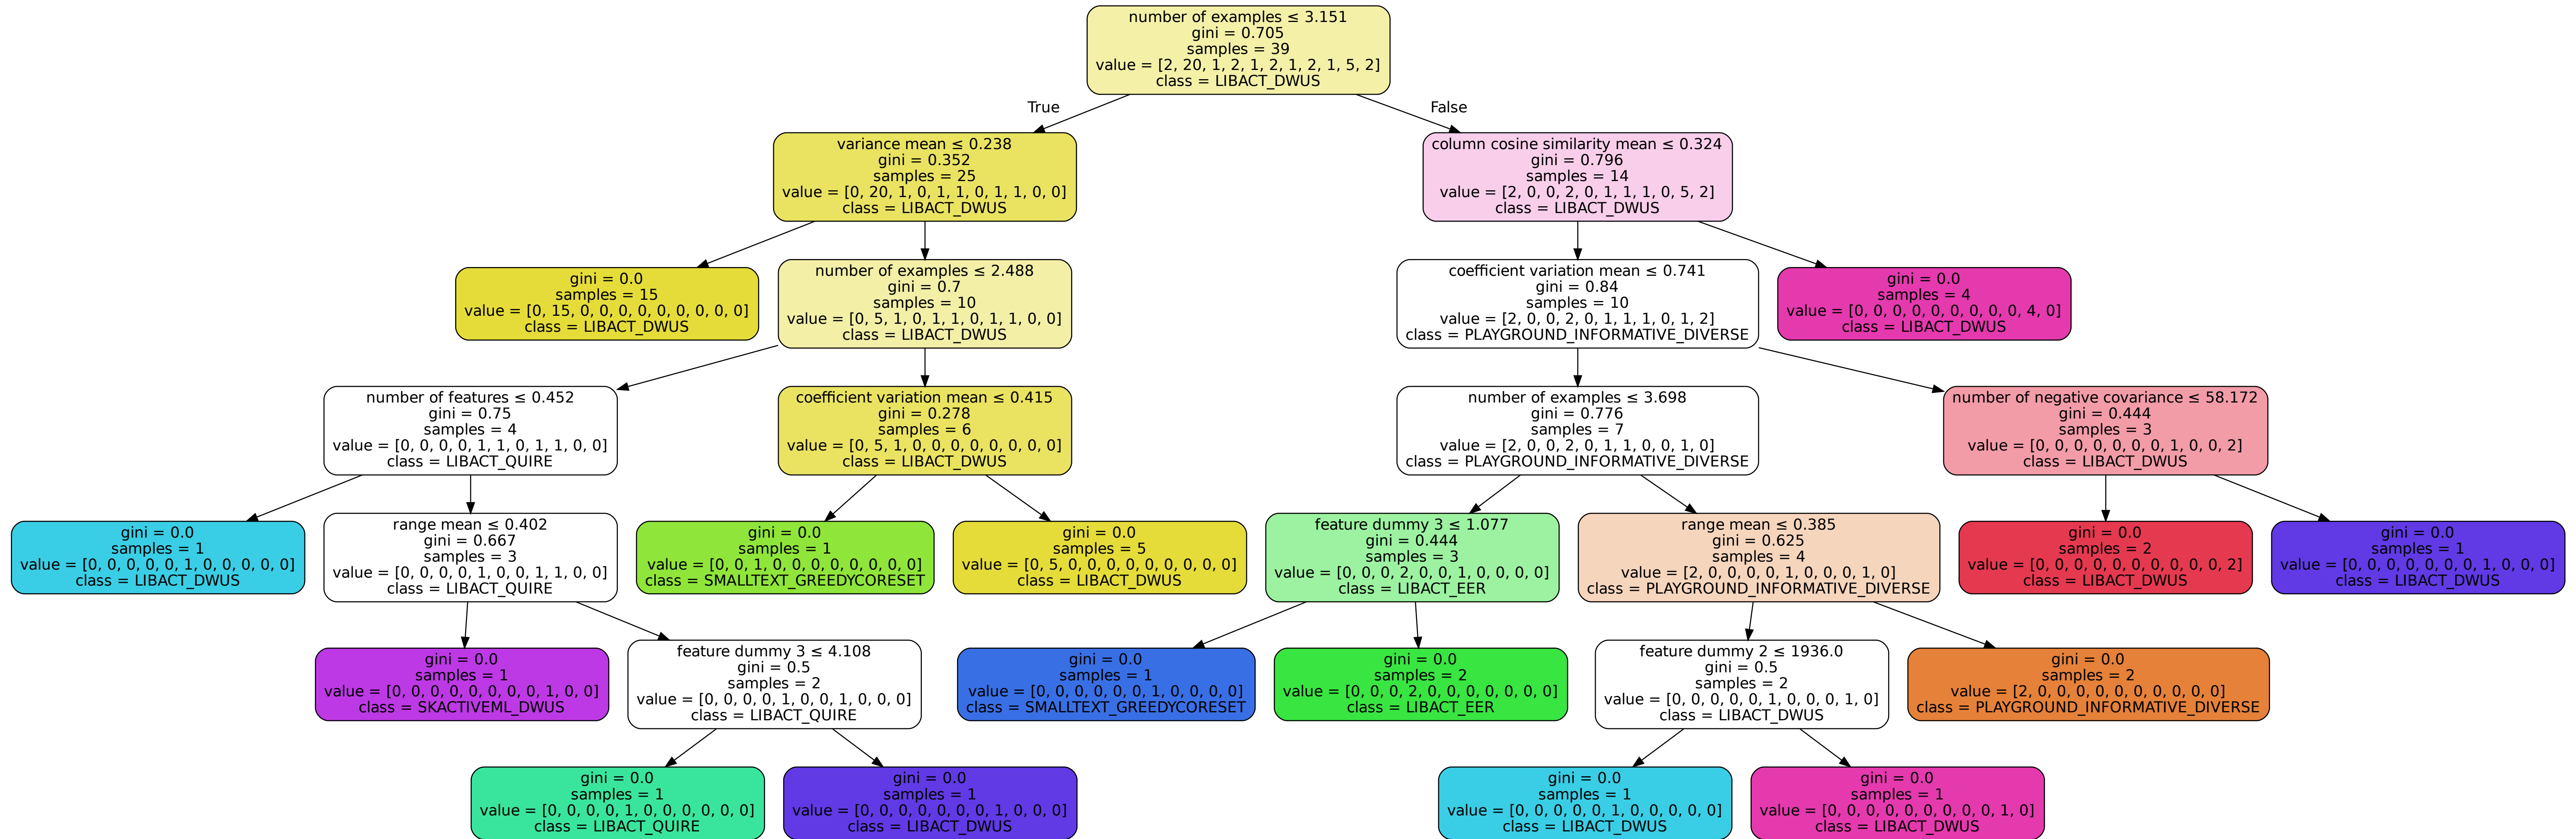 number of examples ≤ 3.151
gini = 0.705
samples = 39
value = [2, 20, 1, 2, 1, 2, 1, 2, 1, 5, 2]
class = LIBACT_DWUS
True
False
variance mean ≤ 0.238
gini = 0.352
samples = 25
value = [0, 20, 1, 0, 1, 1, 0, 1, 1, 0, 0]
class = LIBACT_DWUS
column cosine similarity mean ≤ 0.324
gini = 0.796
samples = 14
value = [2, 0, 0, 2, 0, 1, 1, 1, 0, 5, 2]
class = LIBACT_DWUS
gini = 0.0
samples = 15
value = [0, 15, 0, 0, 0, 0, 0, 0, 0, 0, 0]
class = LIBACT_DWUS
number of examples ≤ 2.488
gini = 0.7
samples = 10
value = [0, 5, 1, 0, 1, 1, 0, 1, 1, 0, 0]
class = LIBACT_DWUS
coefficient variation mean ≤ 0.741
gini = 0.84
samples = 10
value = [2, 0, 0, 2, 0, 1, 1, 1, 0, 1, 2]
class = PLAYGROUND_INFORMATIVE_DIVERSE
gini = 0.0
samples = 4
value = [0, 0, 0, 0, 0, 0, 0, 0, 0, 4, 0]
class = LIBACT_DWUS
number of features ≤ 0.452
gini = 0.75
samples = 4
value = [0, 0, 0, 0, 1, 1, 0, 1, 1, 0, 0]
class = LIBACT_QUIRE
coefficient variation mean ≤ 0.415
gini = 0.278
samples = 6
value = [0, 5, 1, 0, 0, 0, 0, 0, 0, 0, 0]
class = LIBACT_DWUS
number of examples ≤ 3.698
gini = 0.776
samples = 7
value = [2, 0, 0, 2, 0, 1, 1, 0, 0, 1, 0]
class = PLAYGROUND_INFORMATIVE_DIVERSE
number of negative covariance ≤ 58.172
gini = 0.444
samples = 3
value = [0, 0, 0, 0, 0, 0, 0, 1, 0, 0, 2]
class = LIBACT_DWUS
gini = 0.0
samples = 1
value = [0, 0, 0, 0, 0, 1, 0, 0, 0, 0, 0]
class = LIBACT_DWUS
range mean ≤ 0.402
gini = 0.667
samples = 3
value = [0, 0, 0, 0, 1, 0, 0, 1, 1, 0, 0]
class = LIBACT_QUIRE
gini = 0.0
samples = 1
value = [0, 0, 1, 0, 0, 0, 0, 0, 0, 0, 0]
class = SMALLTEXT_GREEDYCORESET
gini = 0.0
samples = 5
value = [0, 5, 0, 0, 0, 0, 0, 0, 0, 0, 0]
class = LIBACT_DWUS
feature dummy 3 ≤ 1.077
gini = 0.444
samples = 3
value = [0, 0, 0, 2, 0, 0, 1, 0, 0, 0, 0]
class = LIBACT_EER
range mean ≤ 0.385
gini = 0.625
samples = 4
value = [2, 0, 0, 0, 0, 1, 0, 0, 0, 1, 0]
class = PLAYGROUND_INFORMATIVE_DIVERSE
gini = 0.0
samples = 2
value = [0, 0, 0, 0, 0, 0, 0, 0, 0, 0, 2]
class = LIBACT_DWUS
gini = 0.0
samples = 1
value = [0, 0, 0, 0, 0, 0, 0, 1, 0, 0, 0]
class = LIBACT_DWUS
gini = 0.0
samples = 1
value = [0, 0, 0, 0, 0, 0, 0, 0, 1, 0, 0]
class = SKACTIVEML_DWUS
feature dummy 3 ≤ 4.108
gini = 0.5
samples = 2
value = [0, 0, 0, 0, 1, 0, 0, 1, 0, 0, 0]
class = LIBACT_QUIRE
gini = 0.0
samples = 1
value = [0, 0, 0, 0, 0, 0, 1, 0, 0, 0, 0]
class = SMALLTEXT_GREEDYCORESET
gini = 0.0
samples = 2
value = [0, 0, 0, 2, 0, 0, 0, 0, 0, 0, 0]
class = LIBACT_EER
feature dummy 2 ≤ 1936.0
gini = 0.5
samples = 2
value = [0, 0, 0, 0, 0, 1, 0, 0, 0, 1, 0]
class = LIBACT_DWUS
gini = 0.0
samples = 2
value = [2, 0, 0, 0, 0, 0, 0, 0, 0, 0, 0]
class = PLAYGROUND_INFORMATIVE_DIVERSE
gini = 0.0
samples = 1
value = [0, 0, 0, 0, 1, 0, 0, 0, 0, 0, 0]
class = LIBACT_QUIRE
gini = 0.0
samples = 1
value = [0, 0, 0, 0, 0, 0, 0, 1, 0, 0, 0]
class = LIBACT_DWUS
gini = 0.0
samples = 1
value = [0, 0, 0, 0, 0, 1, 0, 0, 0, 0, 0]
class = LIBACT_DWUS
gini = 0.0
samples = 1
value = [0, 0, 0, 0, 0, 0, 0, 0, 0, 1, 0]
class = LIBACT_DWUS